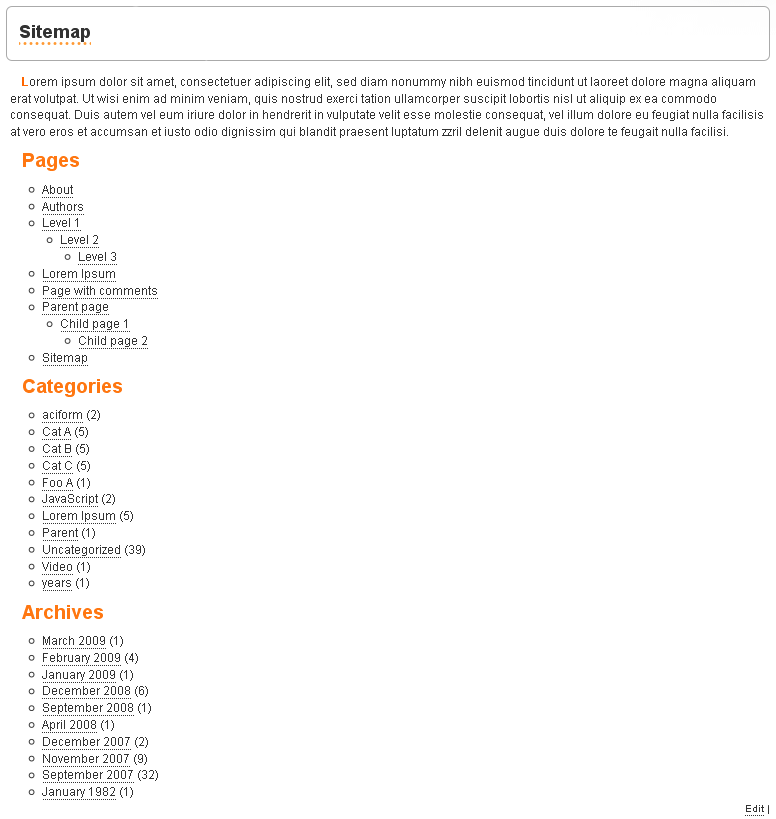 Sitemap
Lorem ipsum dolor sit amet, consectetuer adipiscing elit, sed diam nonummy nibh euismod tincidunt ut laoreet dolore magna aliquam
erat volutpat. Ut wisi enim ad minim veniam, quis nostrud exerci tation ullamcorper suscipit lobortis nisl ut aliquip ex ea commodo
consequat. Duis autem vel eum iriure dolor in hendrerit in vulputate velit esse molestie consequat, vel illum dolore eu feugiat nulla facilisis
at vero eros et accumsan et iusto odio dignissim qui blandit praesent luptatum zzril delenit augue duis dolore te feugait nulla facilisi.
Pages
About
Authors
Level 1
Level 2
Level 3
Lorem Ipsum
Page with comments
Parent page
Child page 1
Child page 2
Sitemap
Categories
aciform (2)
Cat A (5)
Cat B (5)
Cat C (5)
Foo A (1)
JavaScript (2)
Lorem Ipsum (5)
Parent (1)
Uncategorized (39)
Video (1)
years (1)
Archives
March 2009 (1)
February 2009 (4)
January 2009 (1)
December 2008 (6)
September 2008 (1)
April 2008 (1)
December 2007 (2)
November 2007 (9)
September 2007 (32)
January 1982 (1)
Edit |